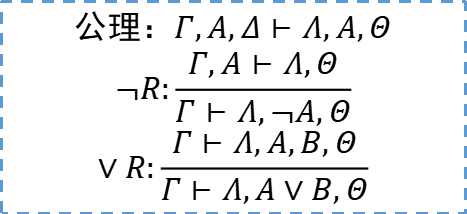 公理：Γ, A, Δ ⊢ Λ, A, Θ
¬R: Γ, A ⊢ Λ, Θ
Γ ⊢ Λ, ¬A, Θ
∨ R: Γ ⊢ Λ, A, B, Θ
Γ ⊢ Λ, A ∨ B, Θ